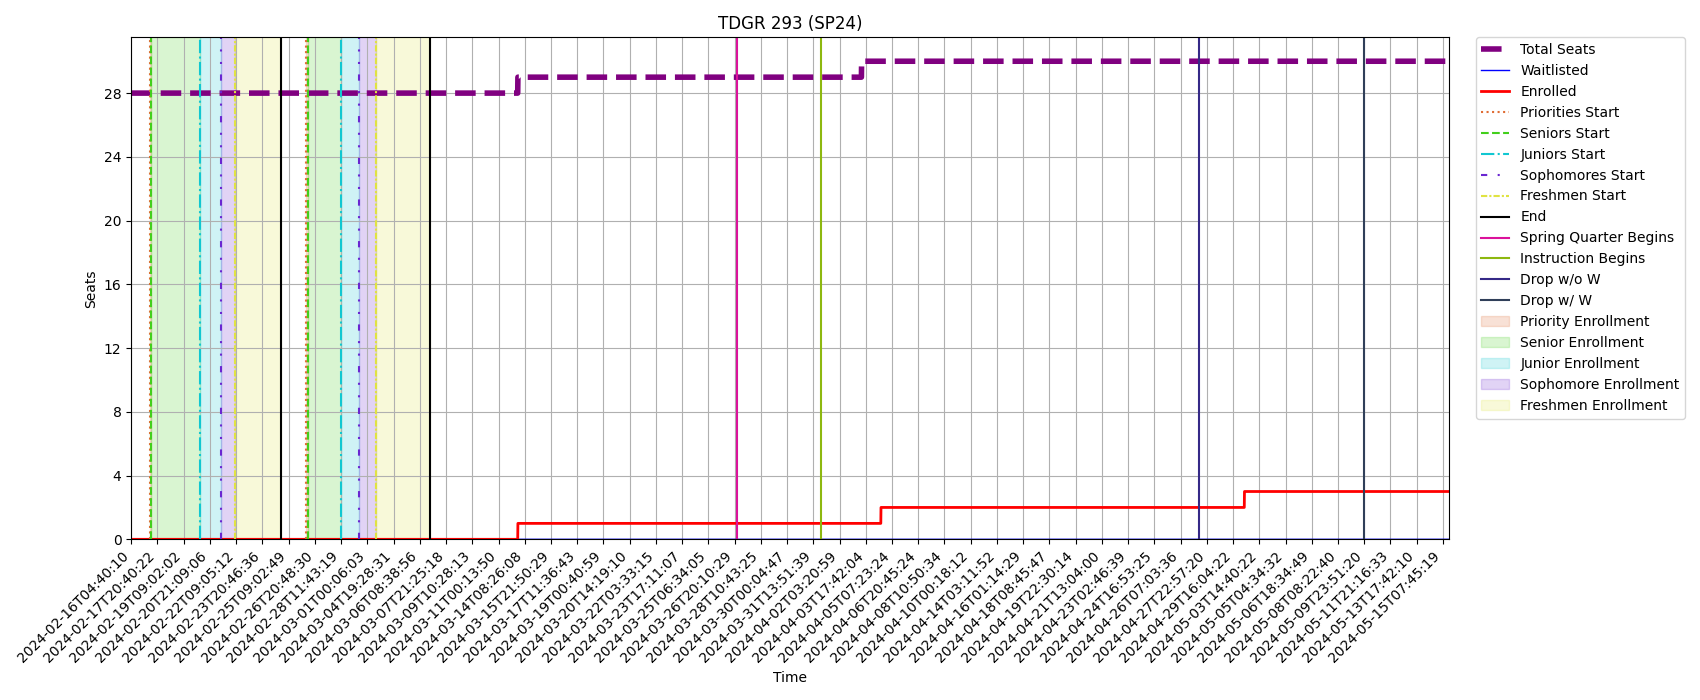 TDGR 293 (SP24)
Seats
28
24
20
16
12
8
4
0
2024-02-16T04:40:10
2024-02-17T20:40:22
2024-02-19T09:02:02
2024-02-20T21:09:06
2024-02-22T09:05:12
2024-02-23T20:46:36
2024-02-25T09:02:49
2024-02-26T20:48:30
2024-02-28T11:43:19
2024-03-01T00:06:03
2024-03-04T19:28:31
2024-03-06T08:38:56
2024-03-07T21:25:18
2024-03-09T10:28:13
2024-03-11T00:13:50
2024-03-14T08:26:08
2024-03-15T21:50:29
2024-03-17T11:36:43
2024-03-19T00:40:59
2024-03-20T14:19:10
2024-03-22T03:33:15
2024-03-23T17:11:07
2024-03-25T06:34:05
2024-03-26T20:10:29
2024-03-28T10:43:25
2024-03-30T00:04:47
2024-03-31T13:51:39
2024-04-02T03:20:59
2024-04-03T17:42:04
2024-04-05T07:23:24
2024-04-06T20:45:24
2024-04-08T10:50:34
2024-04-10T00:18:12
2024-04-14T03:11:52
2024-04-16T01:14:29
2024-04-18T08:45:47
2024-04-19T22:30:14
2024-04-21T13:04:00
2024-04-23T02:46:39
2024-04-24T16:53:25
2024-04-26T07:03:36
2024-04-27T22:57:20
2024-04-29T16:04:22
2024-05-03T14:40:22
2024-05-05T04:34:32
2024-05-06T18:34:49
2024-05-08T08:22:40
2024-05-09T23:51:20
2024-05-11T21:16:33
2024-05-13T17:42:10
2024-05-15T07:45:19
Time
Total Seats
Waitlisted
Enrolled
Priorities Start
Seniors Start
Juniors Start
Sophomores Start
Freshmen Start
End
Spring Quarter Begins
Instruction Begins
Drop w/o W
Drop w/ W
Priority Enrollment
Senior Enrollment
Junior Enrollment
Sophomore Enrollment
Freshmen Enrollment